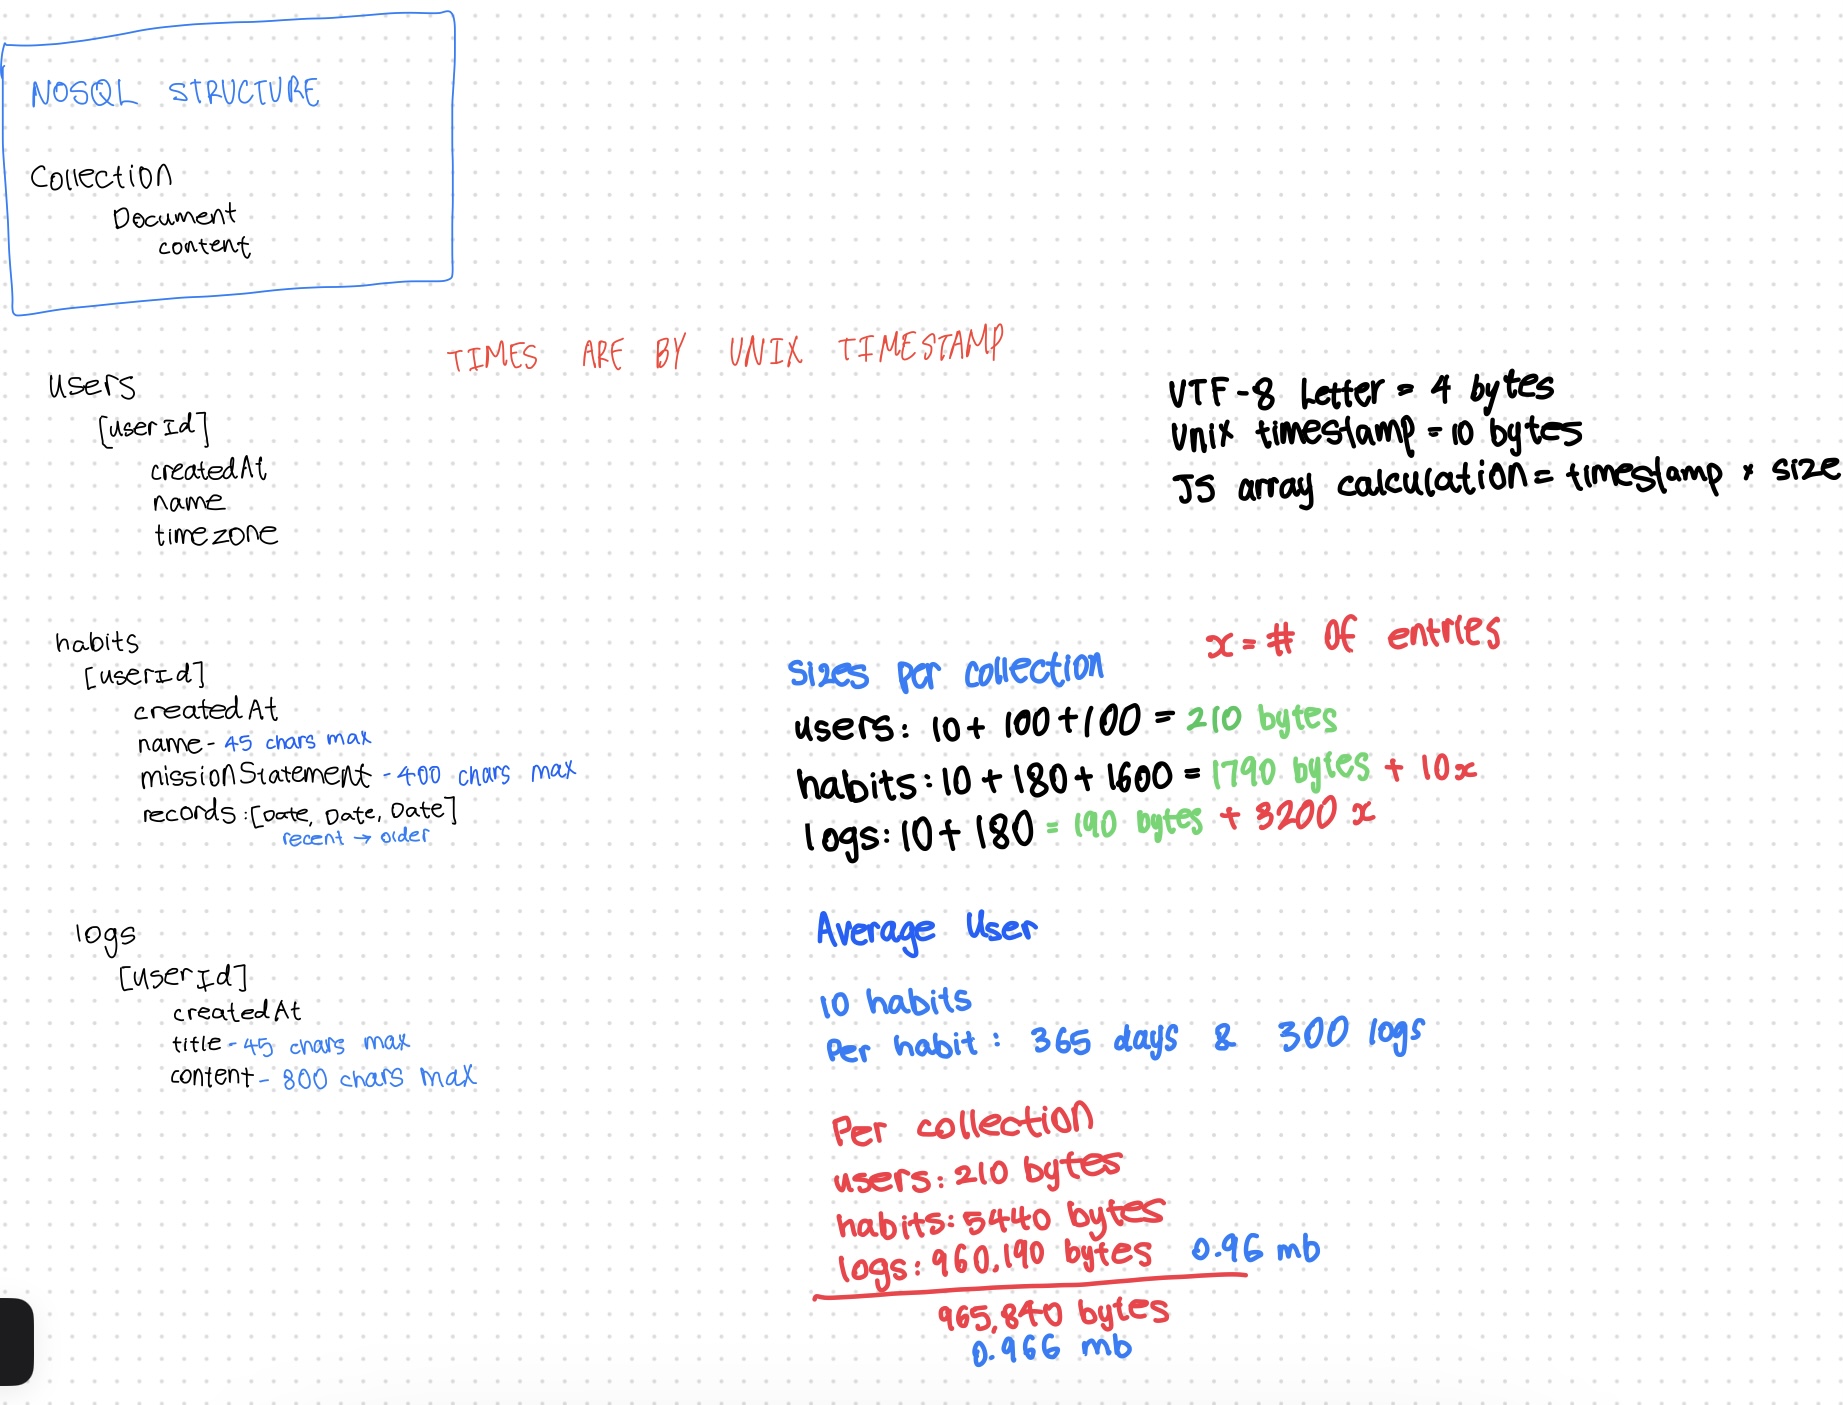 NOSQL STRUCTURE
Collection
Document
content
TIMES ARE BY UNIX TIMESTAMP
users
[userId]
createdAt
name
timezone
UTF-8 Letter = 4 bytes
Unix timestamp = 10 bytes
JS array calculation = timestamp × size
habits
[userId]
createdAt
name - 45 chars max
missionStatement - 400 chars max
records: [Date, Date, Date]
recent → older
x = # of entries
Sizes per collection
users: 10 + 100 + 100 = 210 bytes
habits: 10 + 180 + 1600 = 1790 bytes + 10x
logs: 10 + 180 = 190 bytes + 3200 x
logs
[userId]
createdAt
title - 45 chars max
content - 800 chars max
Average User
10 habits
Per habit: 365 days & 300 logs
Per collection
users: 210 bytes
habits: 5440 bytes
logs: 960,190 bytes 0.96 mb
965,840 bytes
0.966 mb